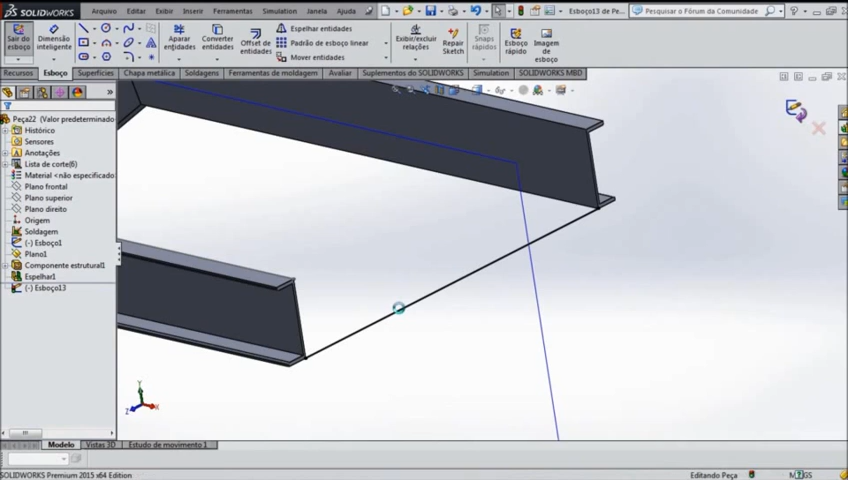 SOLIDWORKS
Arquivo Editar Exibir Inserir Ferramentas Simulation Janela Ajuda
Esboço13 de Pe...
Pesquisar o Fórum da Comunidade
Sair do esboço
Dimensão inteligente
Aparar entidades
Converter entidades
Offset de entidades
Espelhar entidades
Padrão de esboço linear
Mover entidades
Exibir/excluir relações
Repair Sketch
Snaps rápidos
Esboço rápido
Imagem de esboço
Recursos Esboço Superfícies Chapa metálica Soldagens Ferramentas de moldagem Avaliar Suplementos do SOLIDWORKS Simulation SOLIDWORKS MBD
Peça22 (Valor predeterminado
Histórico
Sensores
Anotações
Lista de corte(6)
Material <não especificado
Plano frontal
Plano superior
Plano direito
Origem
Soldagem
(-) Esboço1
Plano1
Componente estrutural1
Espelhar1
(-) Esboço13
Y
Z
X
Modelo Vistas 3D Estudo de movimento 1
SOLIDWORKS Premium 2015 x64 Edition
Editando Peça